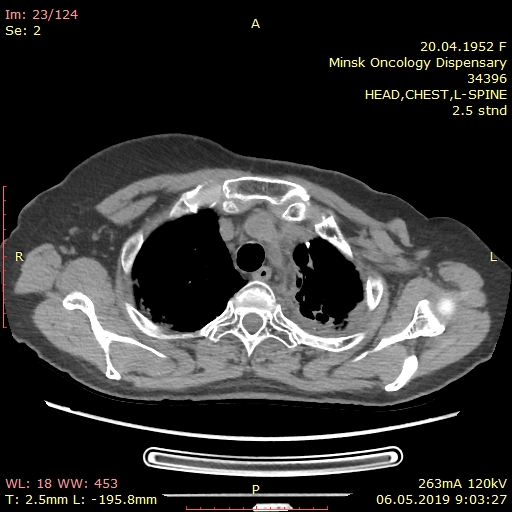 Im: 23/124
Se: 2
A
20.04.1952 F
Minsk Oncology Dispensary
34396
HEAD,CHEST,L-SPINE
2.5 stnd
R
L
WL: 18 WW: 453
T: 2.5mm L: -195.8mm
P
263mA 120kV
06.05.2019 9:03:27